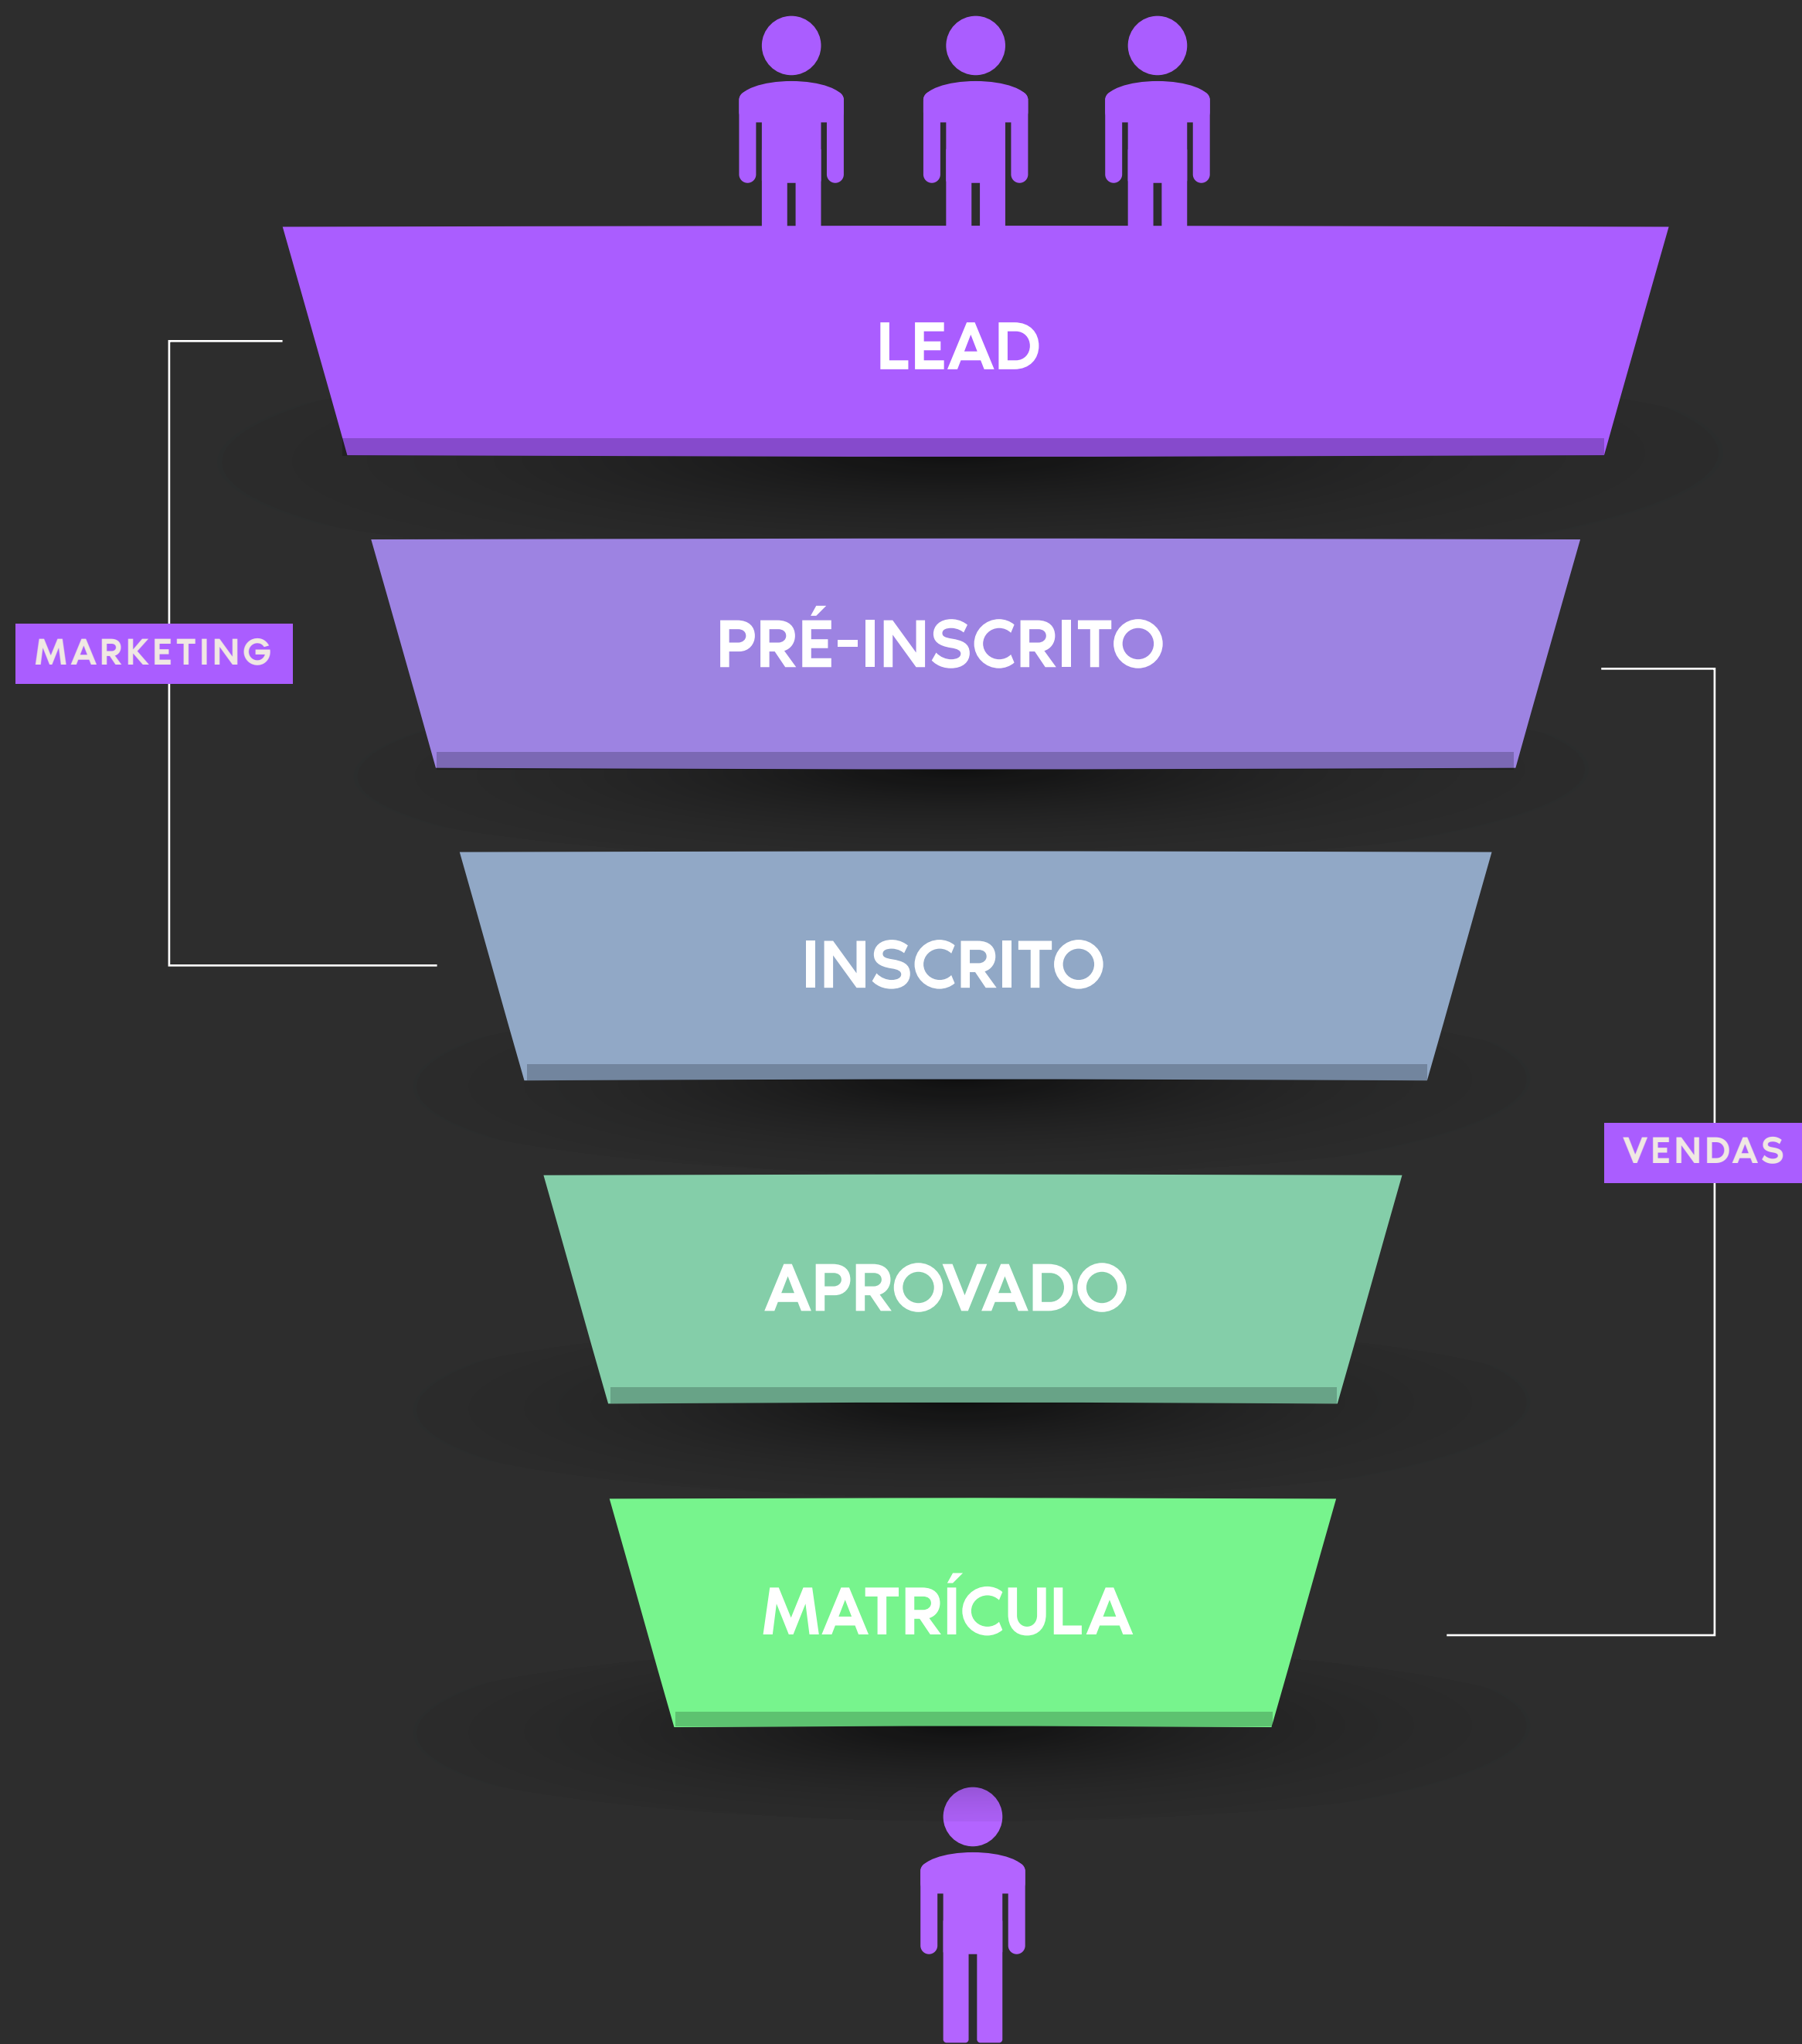 LEAD
PRÉ-INSCRITO
MARKETING
INSCRITO
VENDAS
APROVADO
MATRÍCULA